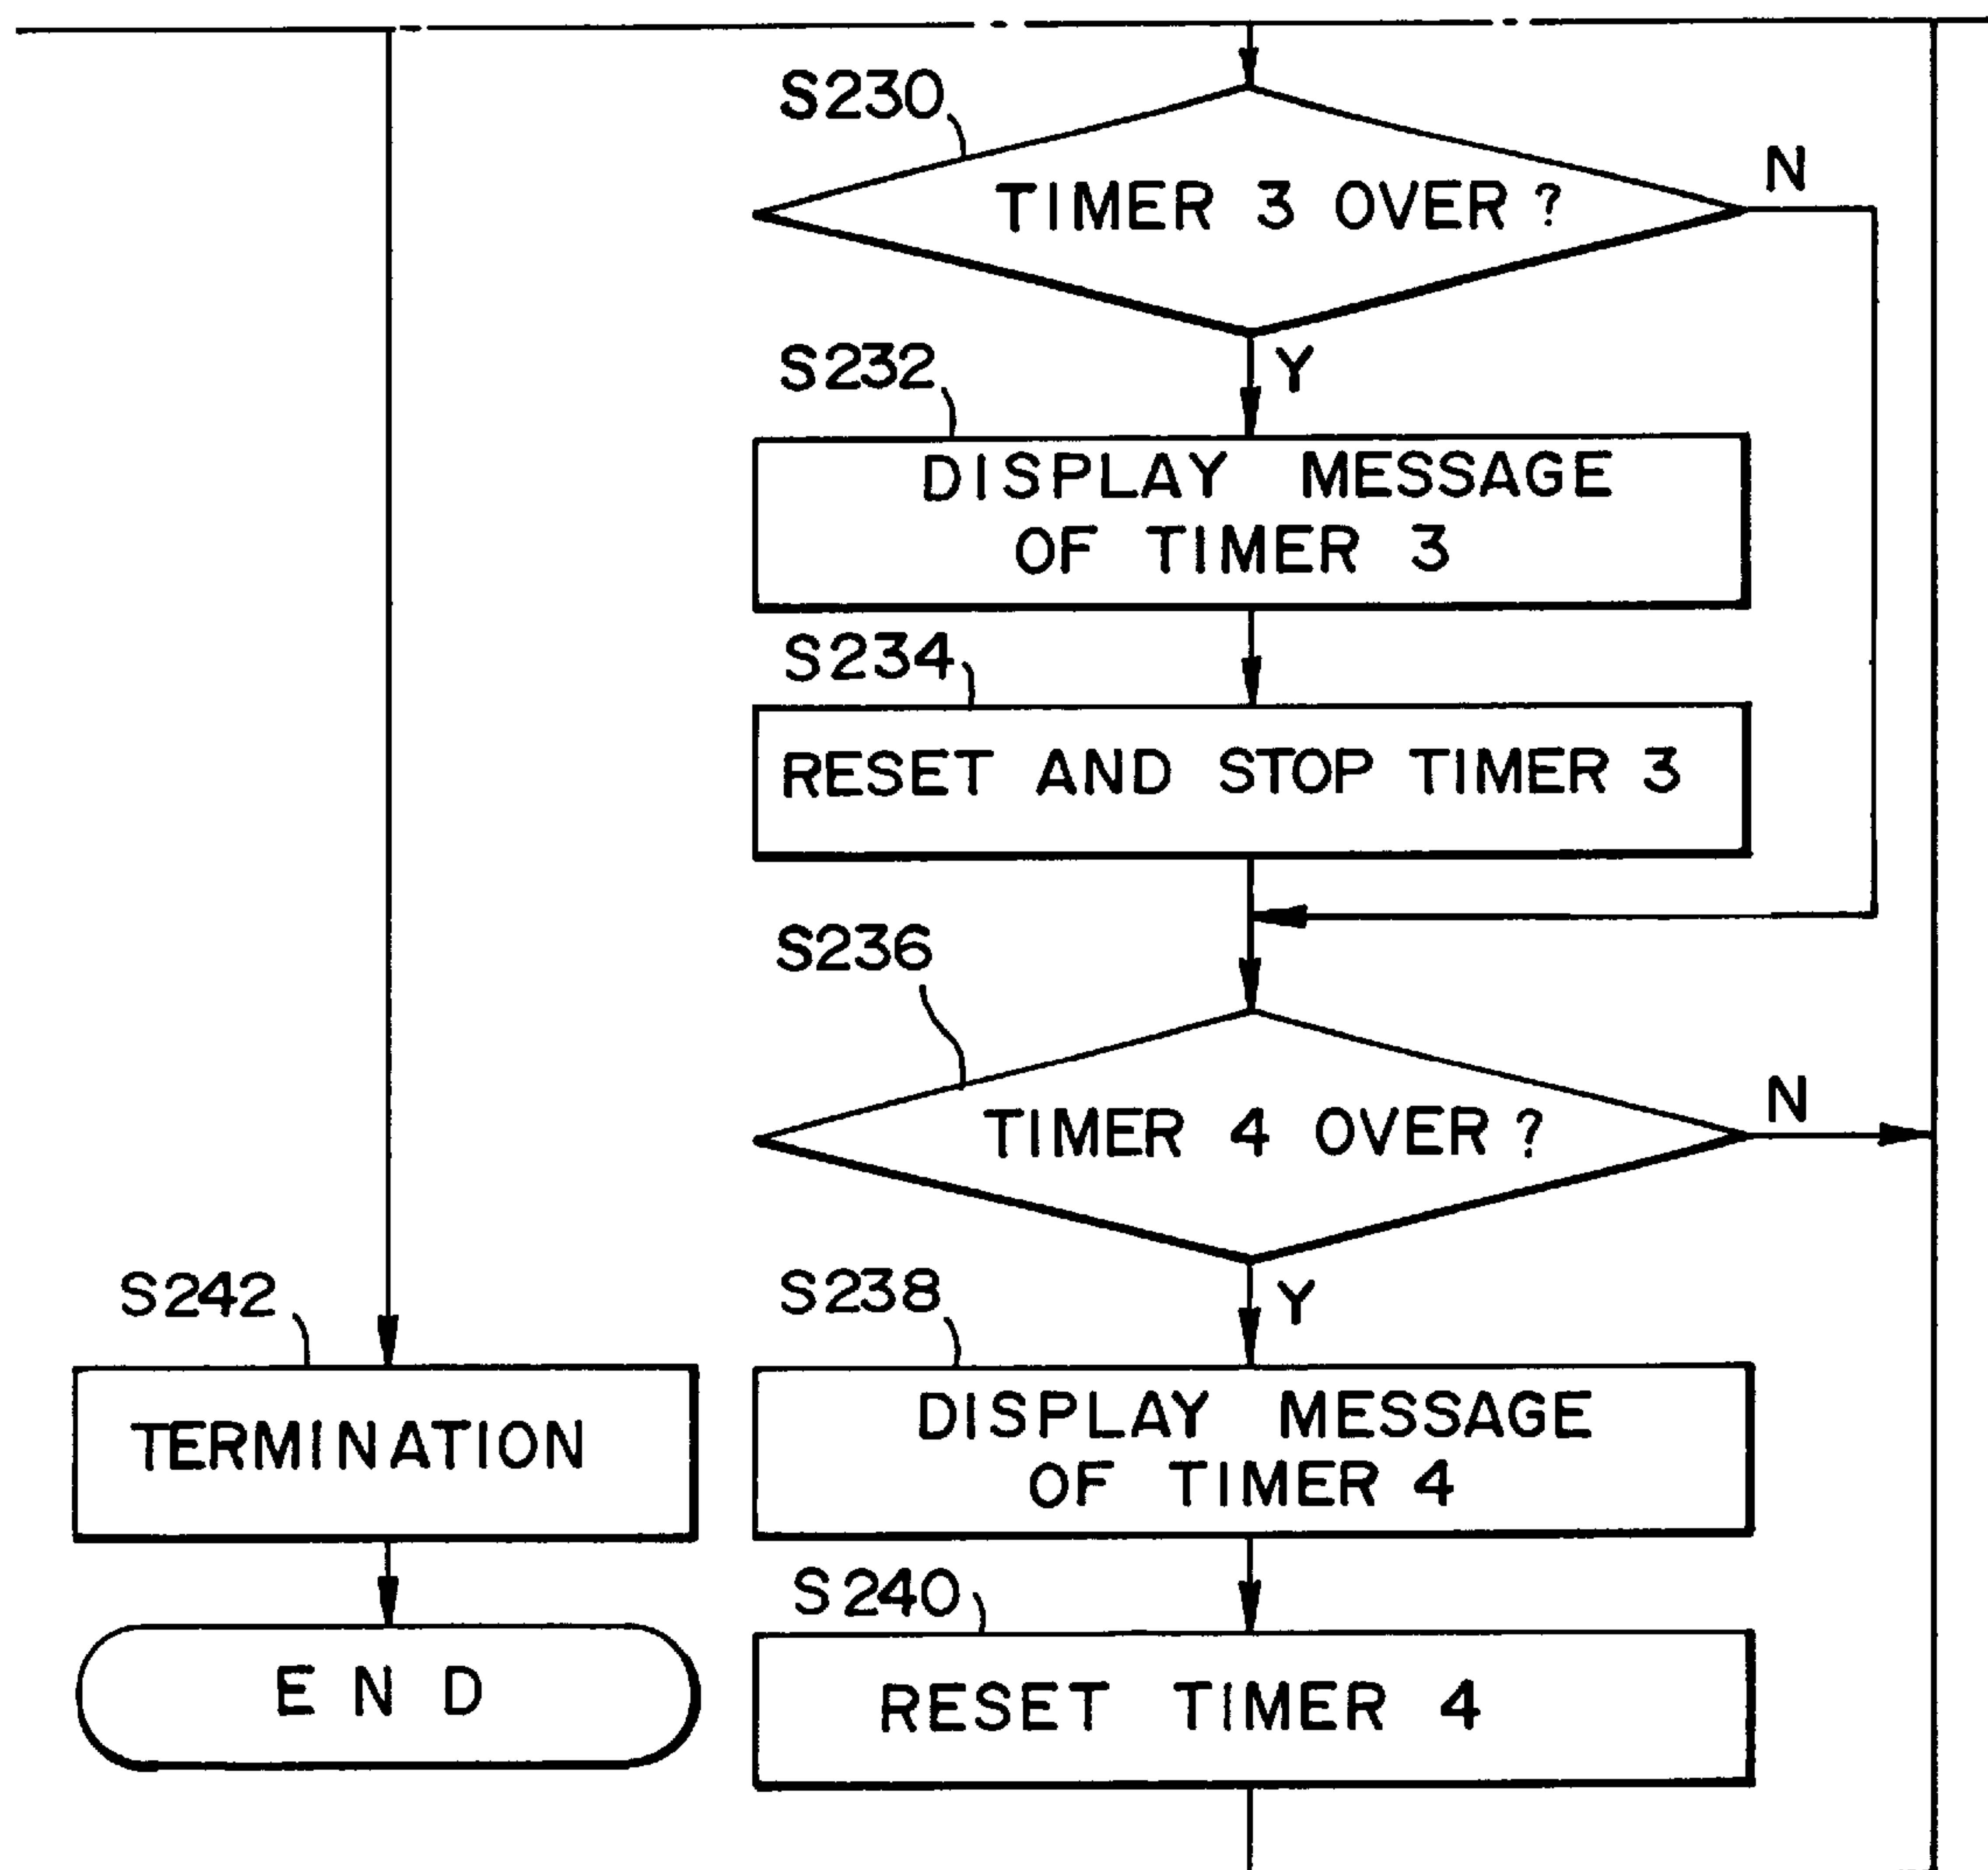 S230
TIMER 3 OVER ?
N
Y
S232
DISPLAY MESSAGE
OF TIMER 3
S234
RESET AND STOP TIMER 3
S236
TIMER 4 OVER ?
N
Y
S238
DISPLAY MESSAGE
OF TIMER 4
S240
RESET TIMER 4
S242
TERMINATION
END